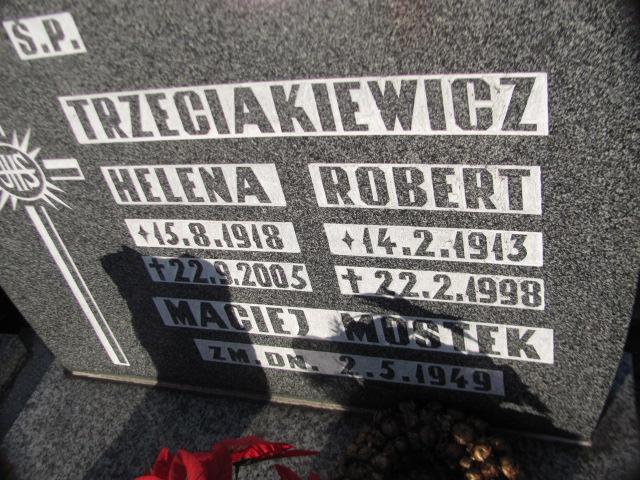 Ś.P.
TRZECIAKIEWICZ
HELENA ROBERT
✦15.8.1918 ✦14.2.1913
✝22.9.2005 ✝22.2.1998
MACIEJ MOSTEK
ZM. DN. 2.5.1949
JHS